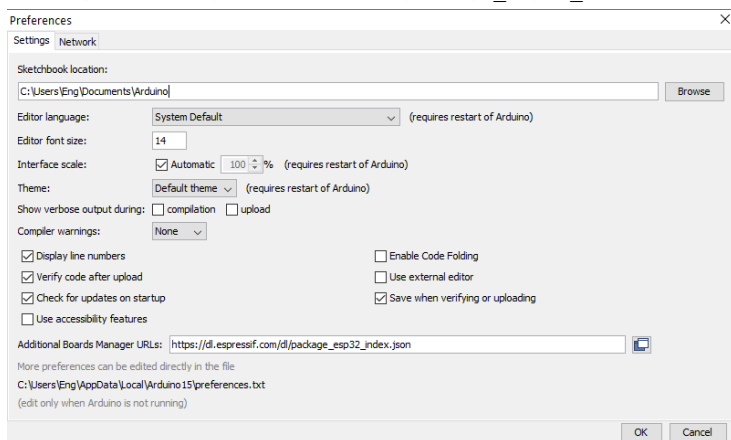 Preferences
Settings Network
Sketchbook location:
C:\Users\Eng\Documents\Arduino Browse
Editor language: System Default (requires restart of Arduino)
Editor font size: 14
Interface scale: Automatic 100 % (requires restart of Arduino)
Theme: Default theme (requires restart of Arduino)
Show verbose output during: compilation upload
Compiler warnings: None
Display line numbers Enable Code Folding
Verify code after upload Use external editor
Check for updates on startup Save when verifying or uploading
Use accessibility features
Additional Boards Manager URLs: https://dl.espressif.com/dl/package_esp32_index.json
More preferences can be edited directly in the file
C:\Users\Eng\AppData\Local\Arduino15\preferences.txt
(edit only when Arduino is not running)
OK Cancel